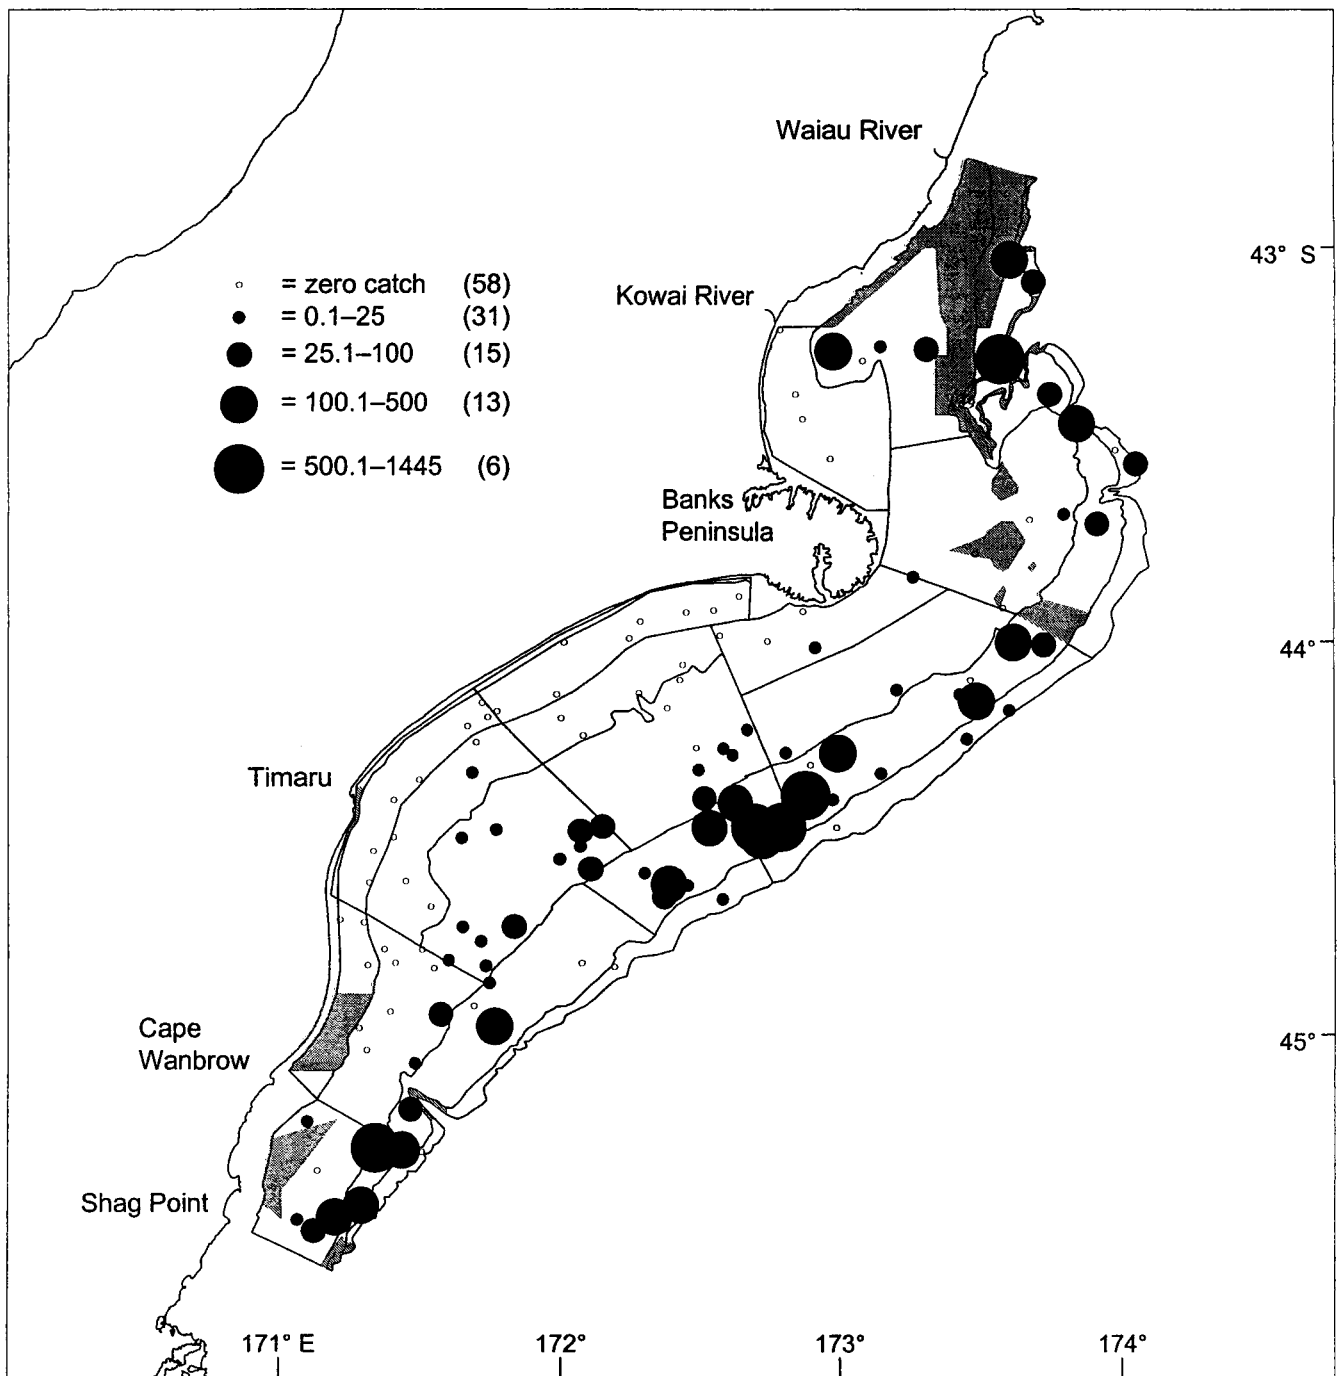 Waiau River
43° S
= zero catch (58)
= 0.1–25 (31)
Kowai River
= 25.1–100 (15)
= 100.1–500 (13)
= 500.1–1445 (6)
Banks
Peninsula
44°
Timaru
Cape
Wanbrow
45°
Shag Point
171° E
172°
173°
174°